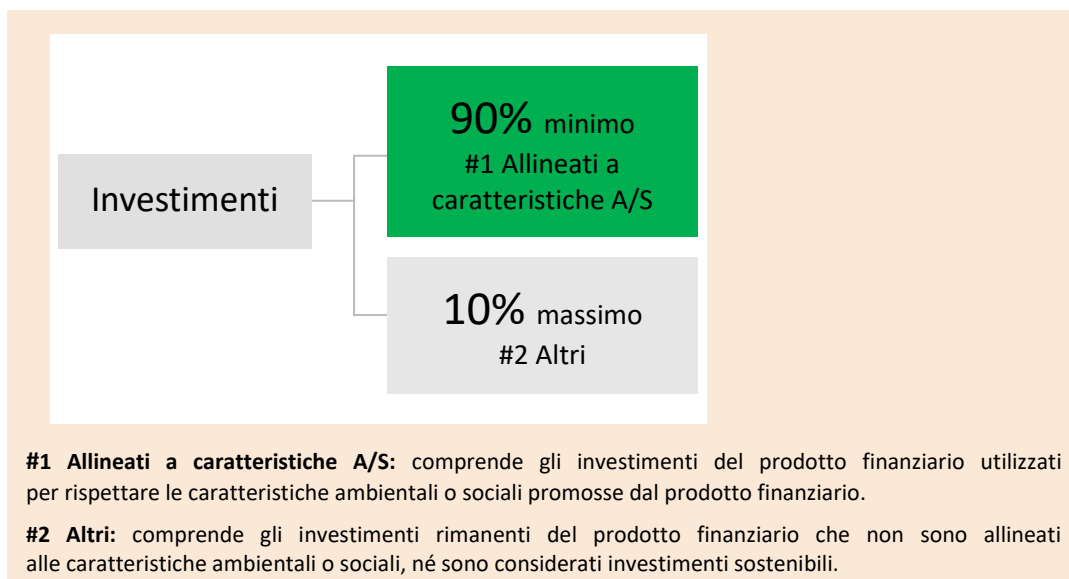 90% minimo
#1 Allineati a
caratteristiche A/S
Investimenti
10% massimo
#2 Altri
#1 Allineati a caratteristiche A/S: comprende gli investimenti del prodotto finanziario utilizzati
per rispettare le caratteristiche ambientali o sociali promosse dal prodotto finanziario.
#2 Altri: comprende gli investimenti rimanenti del prodotto finanziario che non sono allineati
alle caratteristiche ambientali o sociali, né sono considerati investimenti sostenibili.